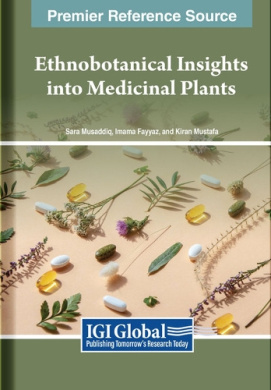 Premier Reference Source
Ethnobotanical Insights
into Medicinal Plants
Sara Musaddiq, Imama Fayyaz, and Kiran Mustafa
IGI Global
Publishing Tomorrow's Research Today